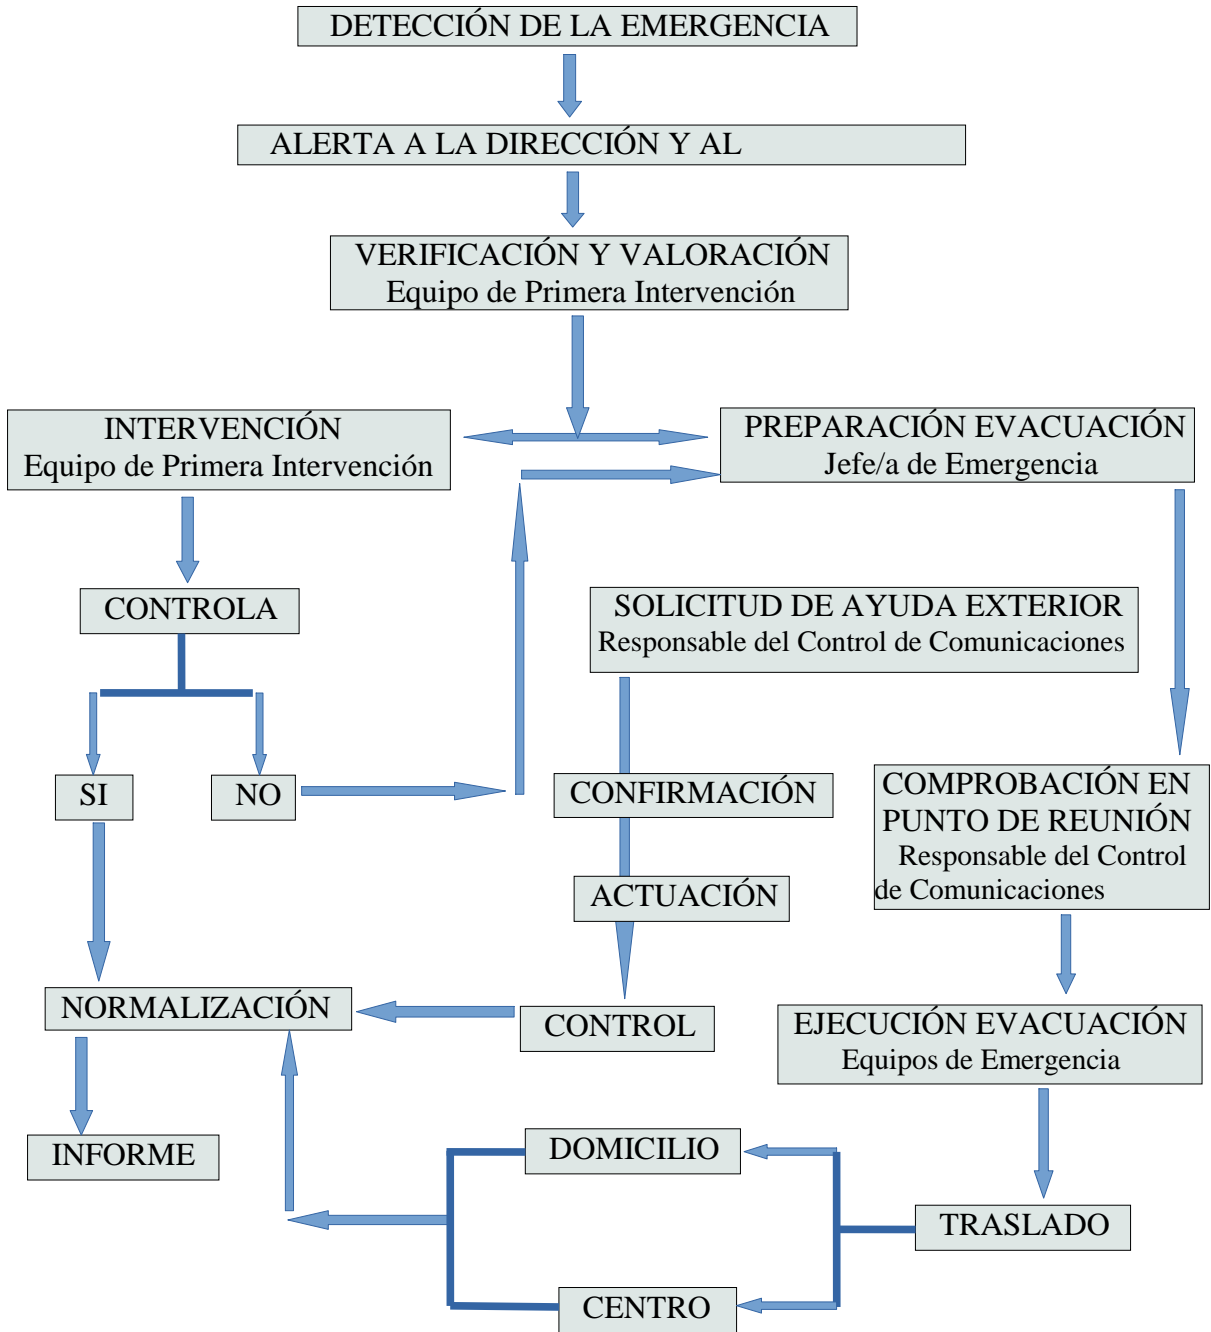 DETECCIÓN DE LA EMERGENCIA
ALERTA A LA DIRECCIÓN Y AL
VERIFICACIÓN Y VALORACIÓN
Equipo de Primera Intervención
INTERVENCIÓN
Equipo de Primera Intervención
PREPARACIÓN EVACUACIÓN
Jefe/a de Emergencia
CONTROLA
SOLICITUD DE AYUDA EXTERIOR
Responsable del Control de Comunicaciones
SI
NO
CONFIRMACIÓN
COMPROBACIÓN EN
PUNTO DE REUNIÓN
Responsable del Control
de Comunicaciones
ACTUACIÓN
NORMALIZACIÓN
CONTROL
EJECUCIÓN EVACUACIÓN
Equipos de Emergencia
INFORME
DOMICILIO
TRASLADO
CENTRO